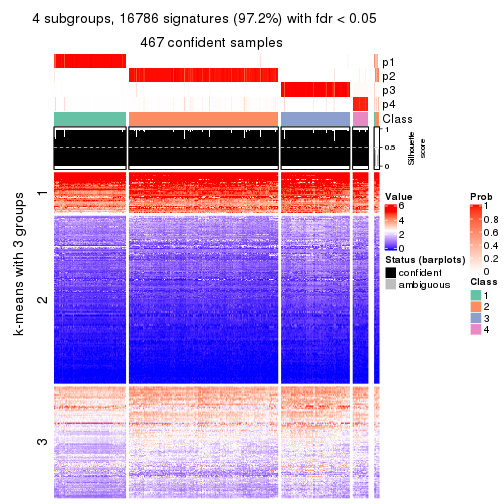 4 subgroups, 16786 signatures (97.2%) with fdr < 0.05
467 confident samples
p1
p2
p3
p4
Class
1
0.5
0
Silhouette
score
k-means with 3 groups
1
2
3
Value
6
4
2
0
Status (barplots)
confident
ambiguous
Prob
1
0.8
0.6
0.4
0.2
0
Class
1
2
3
4